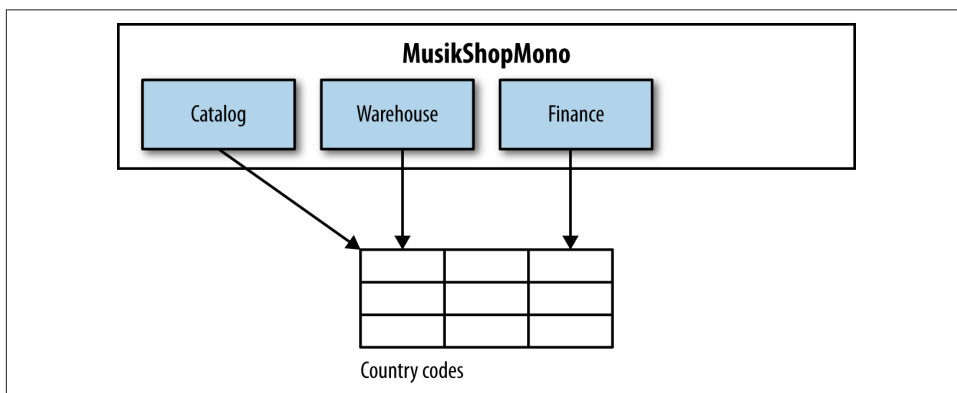 MusikShopMono
Catalog
Warehouse
Finance
Country codes